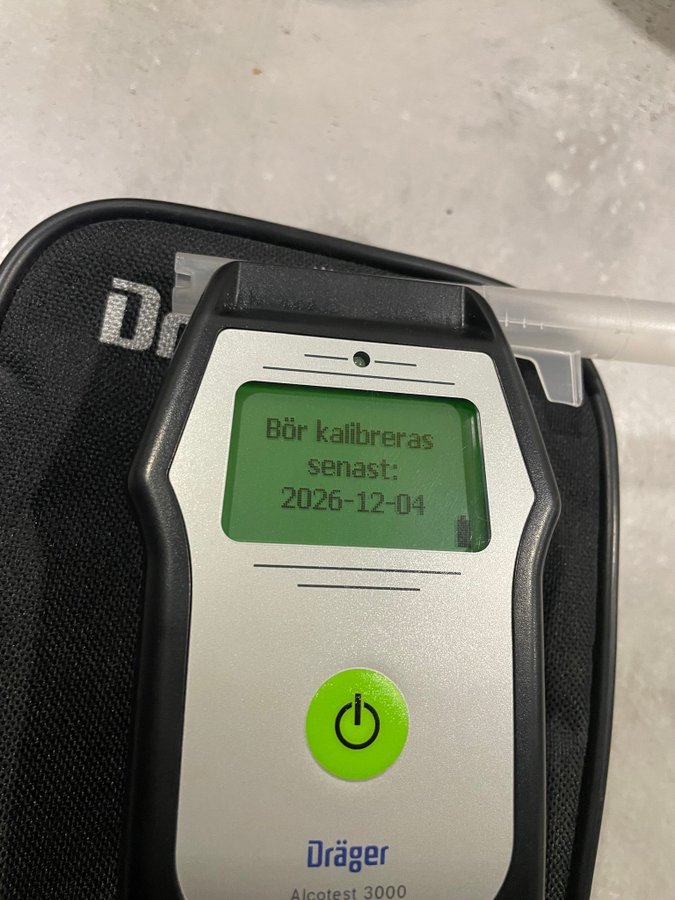 Dr
Bör kalibreras
senast:
2026-12-04
Dräger
Alcotest 3000